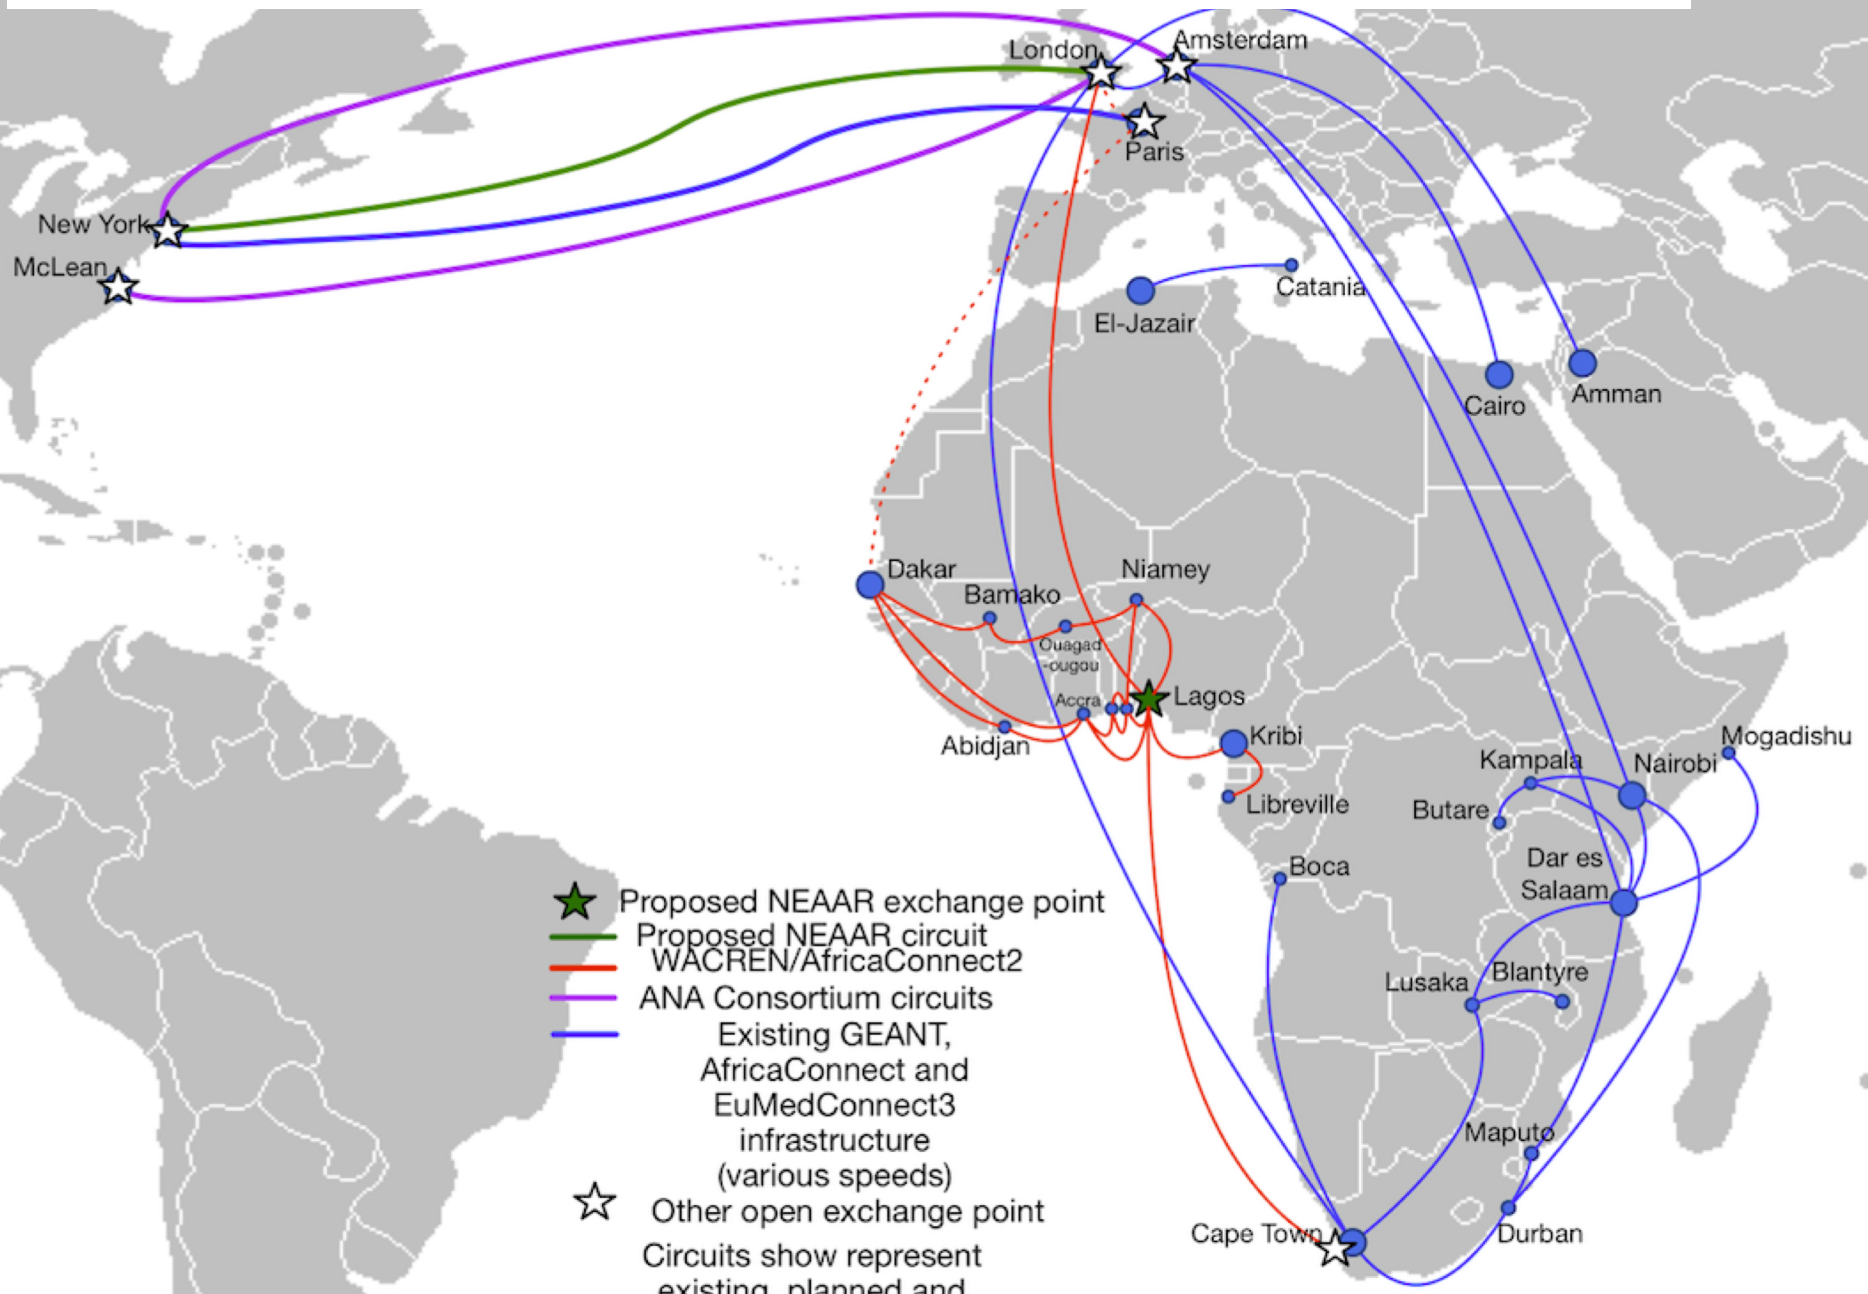 Amsterdam
London
Paris
New York
McLean
Catania
El-Jazair
Cairo
Amman
Dakar
Niamey
Bamako
Ouagad
-ougou
Accra
Lagos
Abidjan
Kribi
Mogadishu
Kampala
Nairobi
Libreville
Butare
Dar es
Salaam
Boca
Lusaka
Blantyre
Maputo
Cape Town
Durban
Proposed NEAAR exchange point
Proposed NEAAR circuit
WACREN/AfricaConnect2
ANA Consortium circuits
Existing GEANT,
AfricaConnect and
EuMedConnect3
infrastructure
(various speeds)
Other open exchange point
Circuits show represent
existing, planned and